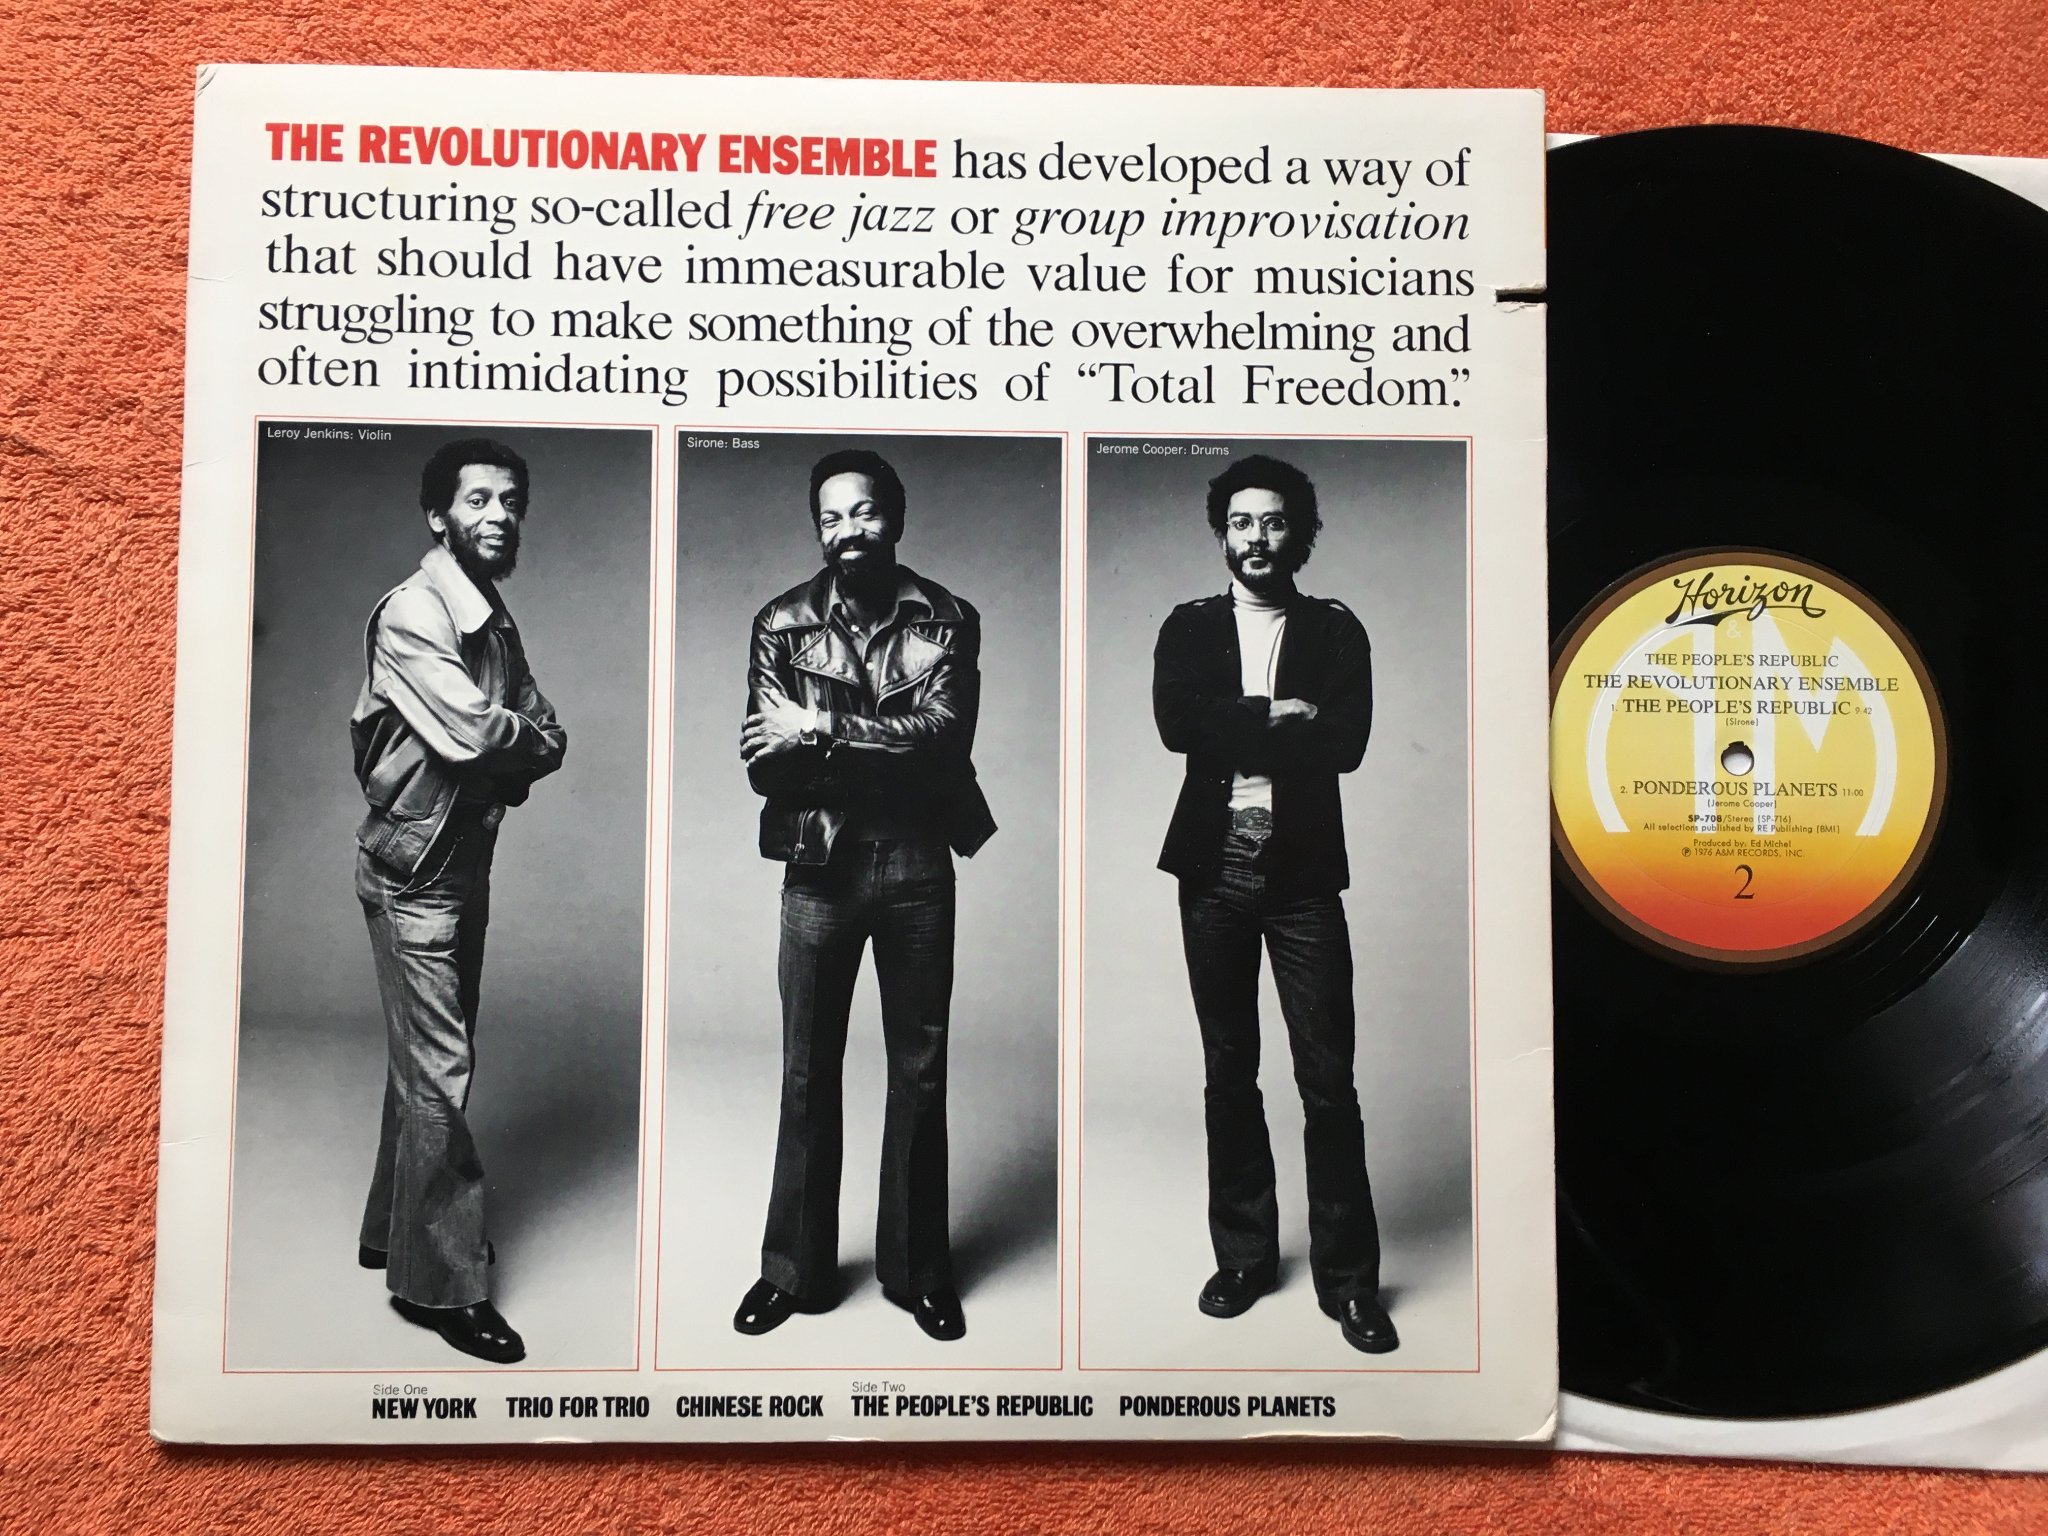 THE REVOLUTIONARY ENSEMBLE has developed a way of
structuring so-called free jazz or group improvisation
that should have immeasurable value for musicians
struggling to make something of the overwhelming and
often intimidating possibilities of “Total Freedom.”
Leroy Jenkins: Violin
Sirone: Bass
Jerome Cooper: Drums
Side One
NEW YORK TRIO FOR TRIO CHINESE ROCK
Side Two
THE PEOPLE'S REPUBLIC PONDEROUS PLANETS
Horizon
A&M
THE PEOPLE'S REPUBLIC
THE REVOLUTIONARY ENSEMBLE
1. THE PEOPLE'S REPUBLIC 9:42
(Sirone)
2. PONDEROUS PLANETS 11:00
(Jerome Cooper)
SP-708/Stereo (SP-716)
All selections published by RE Publishing (BMI)
Produced by: Ed Michel
℗ 1976 A&M RECORDS, INC.
2